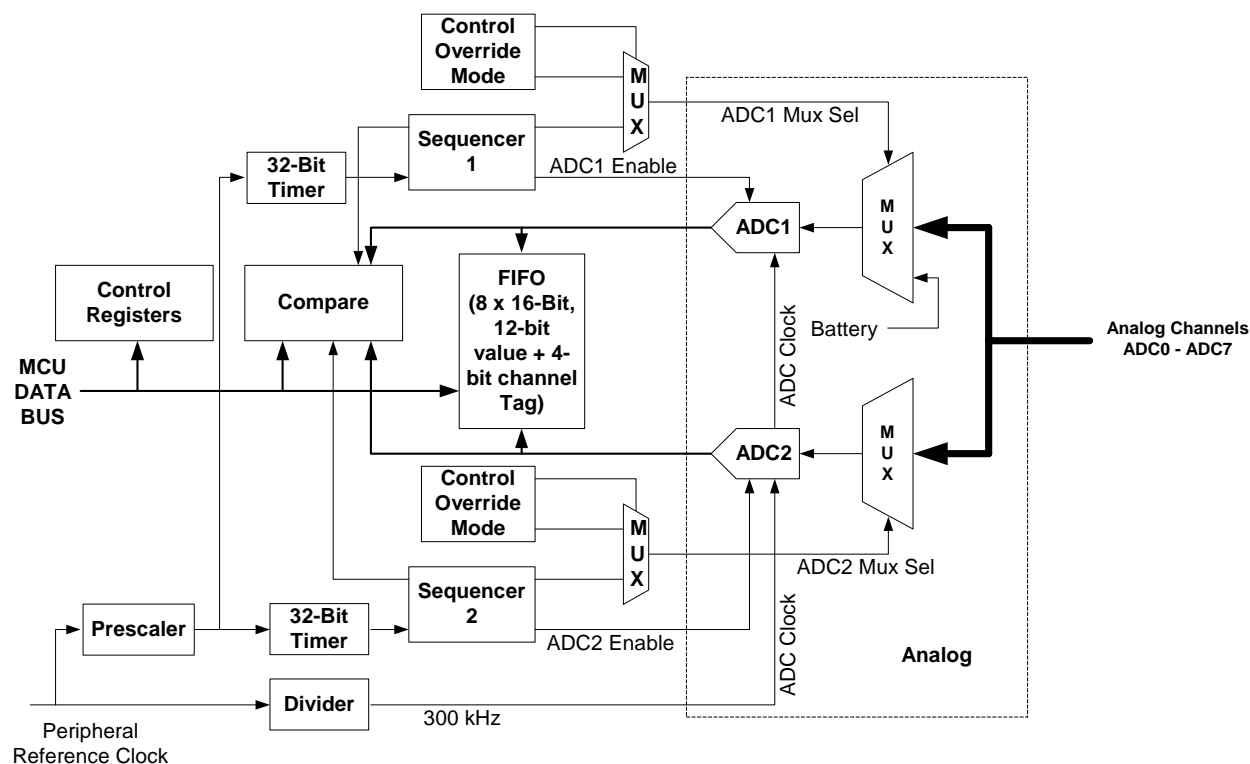 Control
Override
Mode
M
U
X
ADC1 Mux Sel
Sequencer
1
ADC1 Enable
32-Bit
Timer
ADC1
M
U
X
Control
Registers
Compare
FIFO
(8 x 16-Bit,
12-bit
value + 4-
bit channel
Tag)
ADC Clock
Battery
Analog Channels
ADC0 - ADC7
MCU
DATA
BUS
ADC2
M
U
X
Control
Override
Mode
M
U
X
ADC2 Mux Sel
Sequencer
2
ADC2 Enable
Prescaler
32-Bit
Timer
ADC Clock
Analog
Divider
300 kHz
Peripheral
Reference Clock